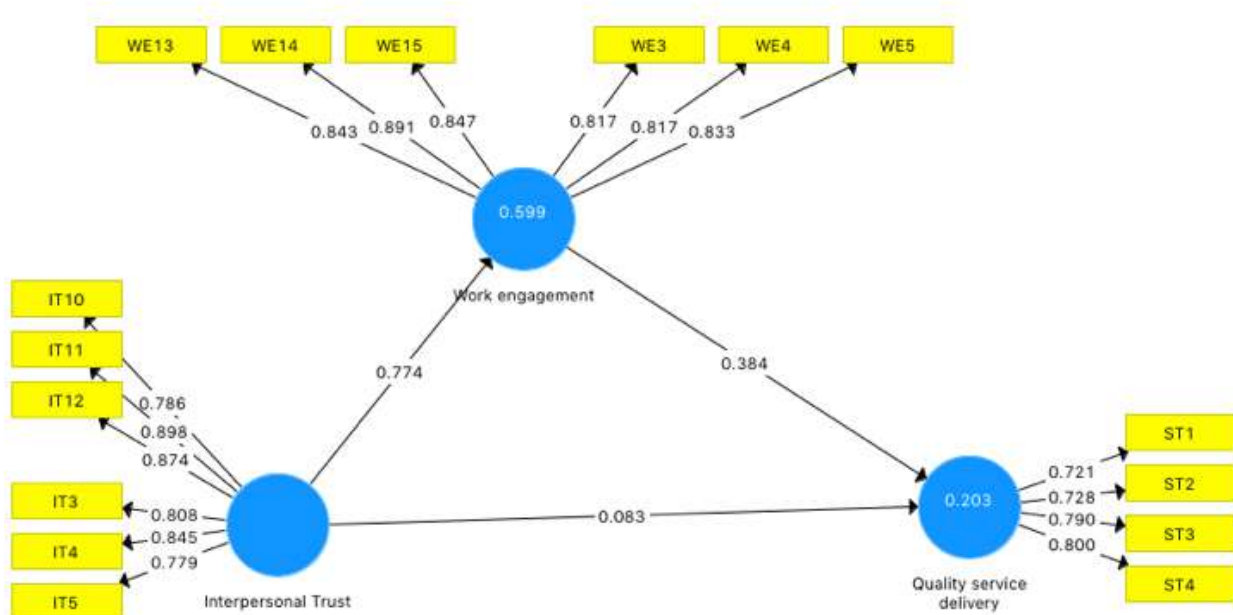 WE13 WE14 WE15 WE3 WE4 WE5
0.843 0.891 0.847 0.817 0.817 0.833
0.599
Work engagement
IT10
IT11
IT12
0.786
0.898
0.874
0.774
0.384
IT3
IT4
IT5
0.808
0.845
0.779
Interpersonal Trust
0.083
0.203
Quality service
delivery
0.721
0.728
0.790
0.800
ST1
ST2
ST3
ST4